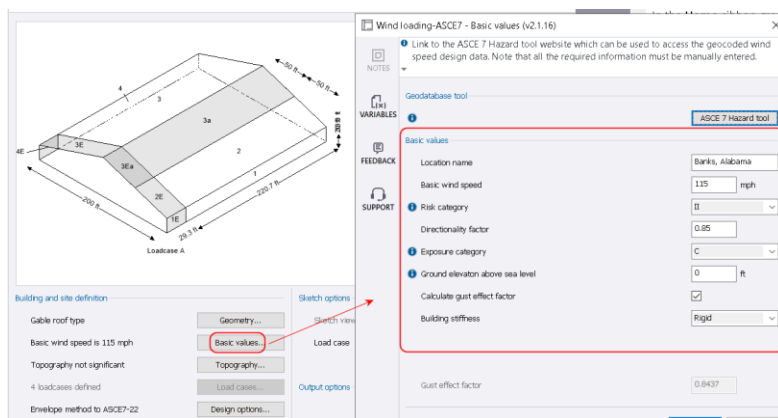 4
3
50 ft
50 ft
3a
3E
4E
3Ea
2
2E
1
1E
220.7 ft
200 ft
29.3 ft
Loadcase A
Building and site definition
Gable roof type
Geometry...
Basic wind speed is 115 mph
Basic values...
Topography not significant
Topography...
4 loadcases defined
Load cases...
Envelope method to ASCE7-22
Design options...
Sketch options
Sketch view
Load case
Output options
Wind loading-ASCE7 - Basic values (v2.1.16)
NOTES
VARIABLES
FEEDBACK
SUPPORT
Link to the ASCE 7 Hazard tool website which can be used to access the geocoded wind
speed design data. Note that all the required information must be manually entered.
Geodatabase tool
ASCE 7 Hazard tool
Basic values
Location name Banks, Alabama
Basic wind speed 115 mph
Risk category II
Directionality factor 0.85
Exposure category C
Ground elevaton above sea level 0 ft
Calculate gust effect factor
Building stiffness Rigid
Gust effect factor 0.8437